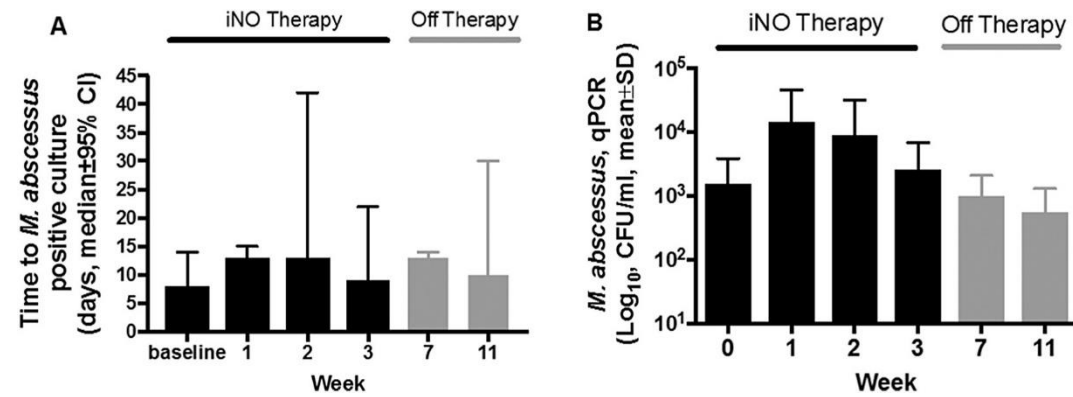 A
iNO Therapy
Off Therapy
Time to M. abscessus
positive culture
(days, median±95% CI)
45
40
35
30
25
20
15
10
5
0
baseline 1 2 3 7 11
Week
B
iNO Therapy
Off Therapy
M. abscessus, qPCR
(Log10, CFU/ml, mean±SD)
10^5
10^4
10^3
10^2
10^1
0 1 2 3 7 11
Week